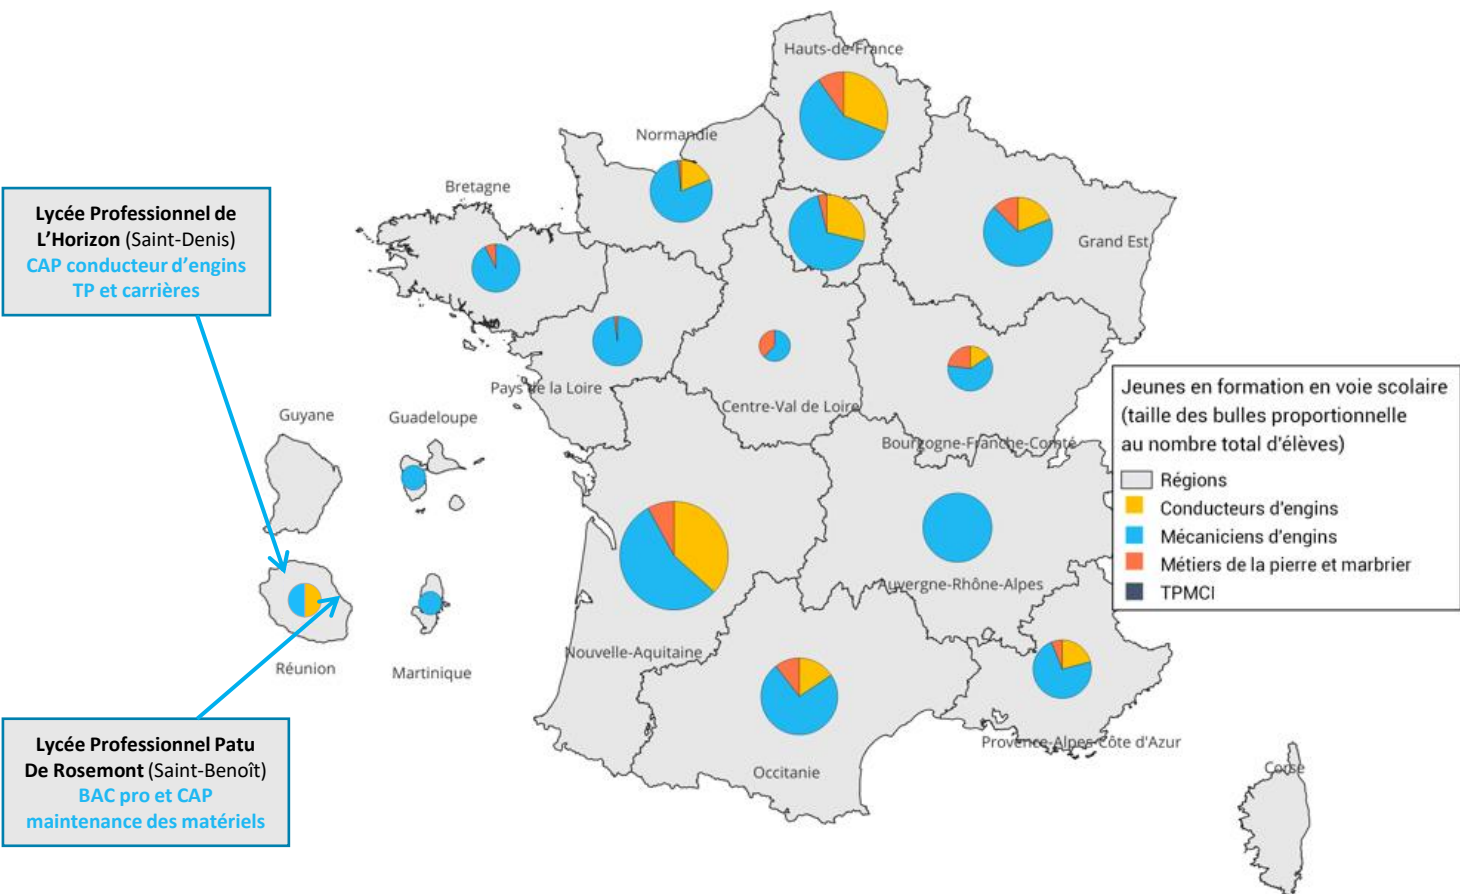 Hauts-de-France
Normandie
Bretagne
Grand Est
Lycée Professionnel de
L'Horizon (Saint-Denis)
CAP conducteur d'engins
TP et carrières
Pays de la Loire
Centre-Val de Loire
Bourgogne-Franche-Comté
Guyane
Guadeloupe
Jeunes en formation en voie scolaire
(taille des bulles proportionnelle
au nombre total d'élèves)
Régions
Conducteurs d'engins
Mécaniciens d'engins
Métiers de la pierre et marbrier
TPMCI
Auvergne-Rhône-Alpes
Nouvelle-Aquitaine
Réunion
Martinique
Lycée Professionnel Patu
De Rosemont (Saint-Benoît)
BAC pro et CAP
maintenance des matériels
Provence-Alpes-Côte d'Azur
Occitanie
Corse